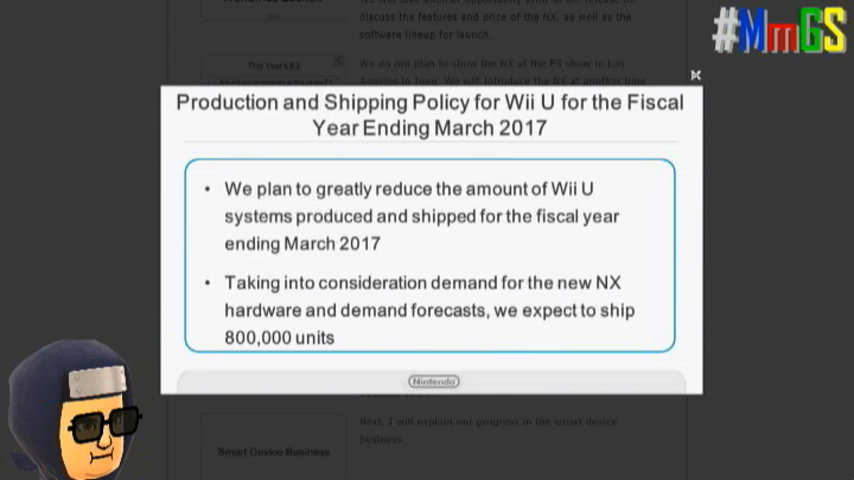 discuss the features and price of the NX, as well as the
software lineup for launch.
#MmGS
This Year's E3
We do not plan to show the NX at the E3 show in Los
Angeles in June. We will introduce the NX at another time
Production and Shipping Policy for Wii U for the Fiscal
Year Ending March 2017
• We plan to greatly reduce the amount of Wii U
systems produced and shipped for the fiscal year
ending March 2017
• Taking into consideration demand for the new NX
hardware and demand forecasts, we expect to ship
800,000 units
Nintendo
Next, I will explain our progress in the smart device
business.
Smart Device Business